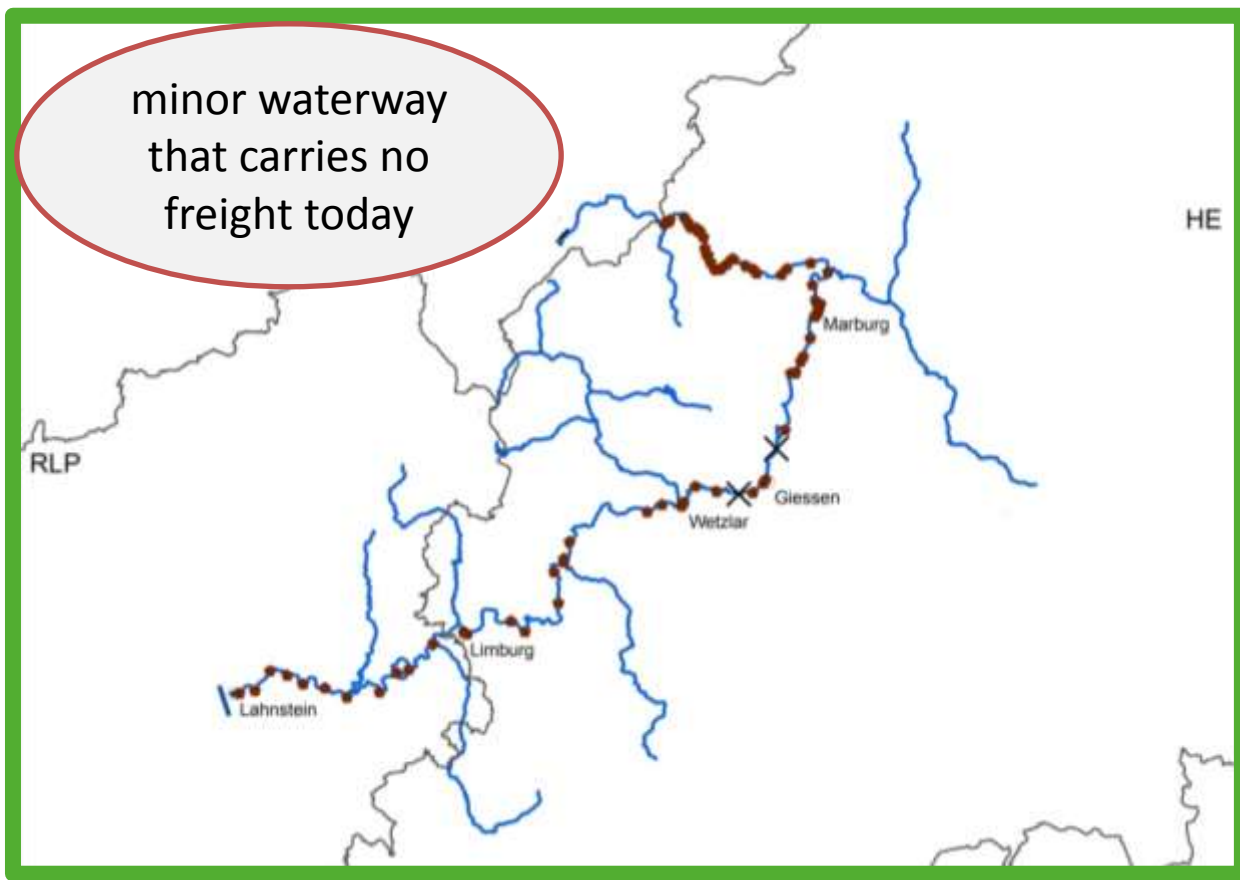 minor waterway
that carries no
freight today
HE
Marburg
RLP
Giessen
Wetzlar
Limburg
Lahnstein